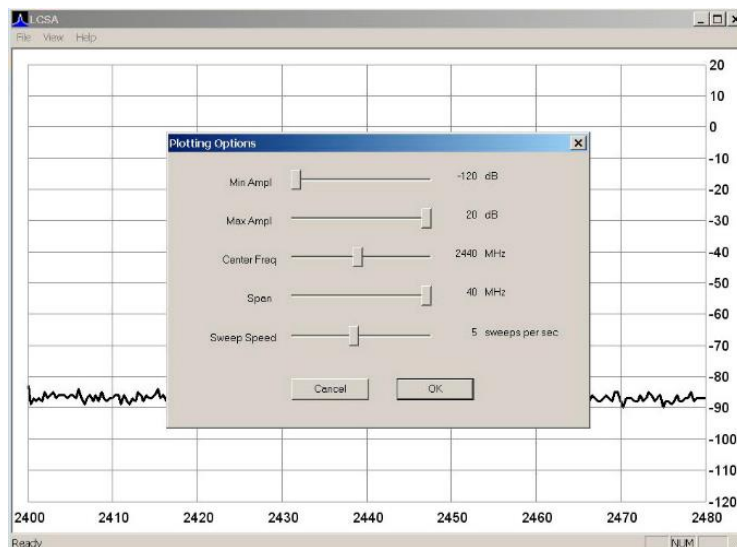 LCSA
File View Help
20
10
0
-10
-20
-30
-40
-50
-60
-70
-80
-90
-100
-110
-120
Plotting Options
Min Ampl -120 dB
Max Ampl 20 dB
Center Freq 2440 MHz
Span 40 MHz
Sweep Speed 5 sweeps per sec
Cancel OK
2400 2410 2420 2430 2440 2450 2460 2470 2480
Ready NUM